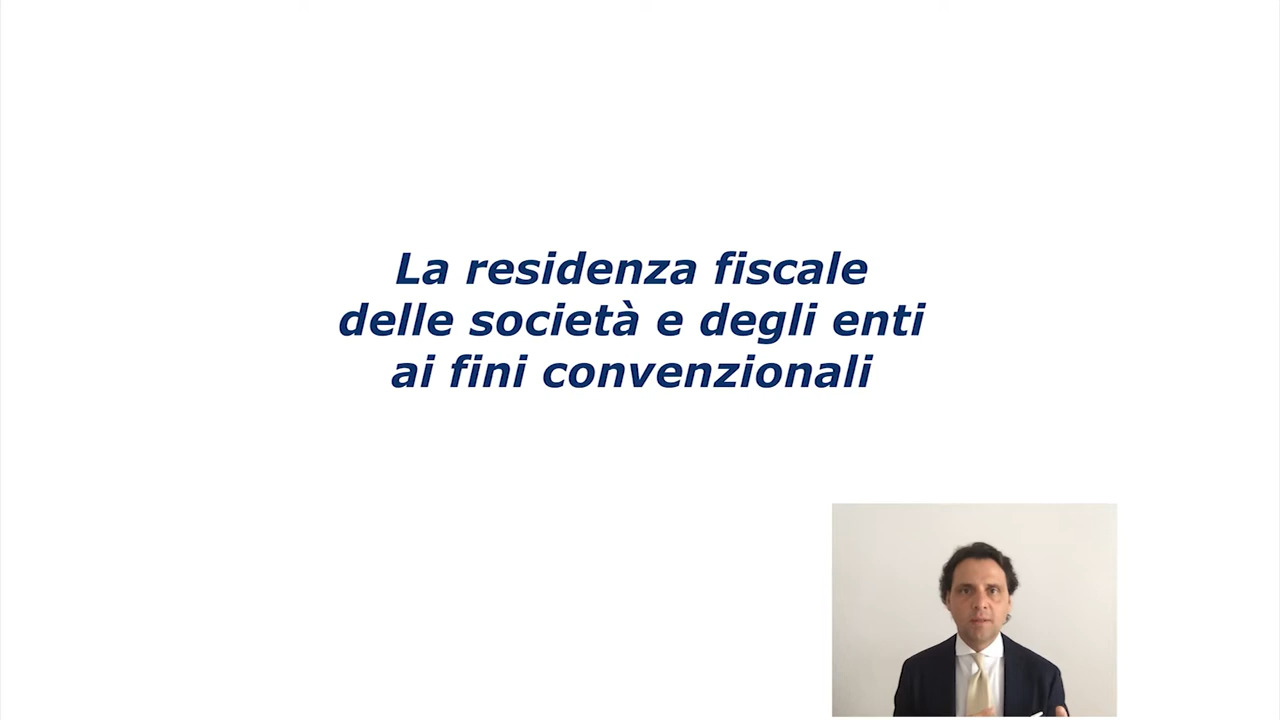 La residenza fiscale
delle società e degli enti
ai fini convenzionali